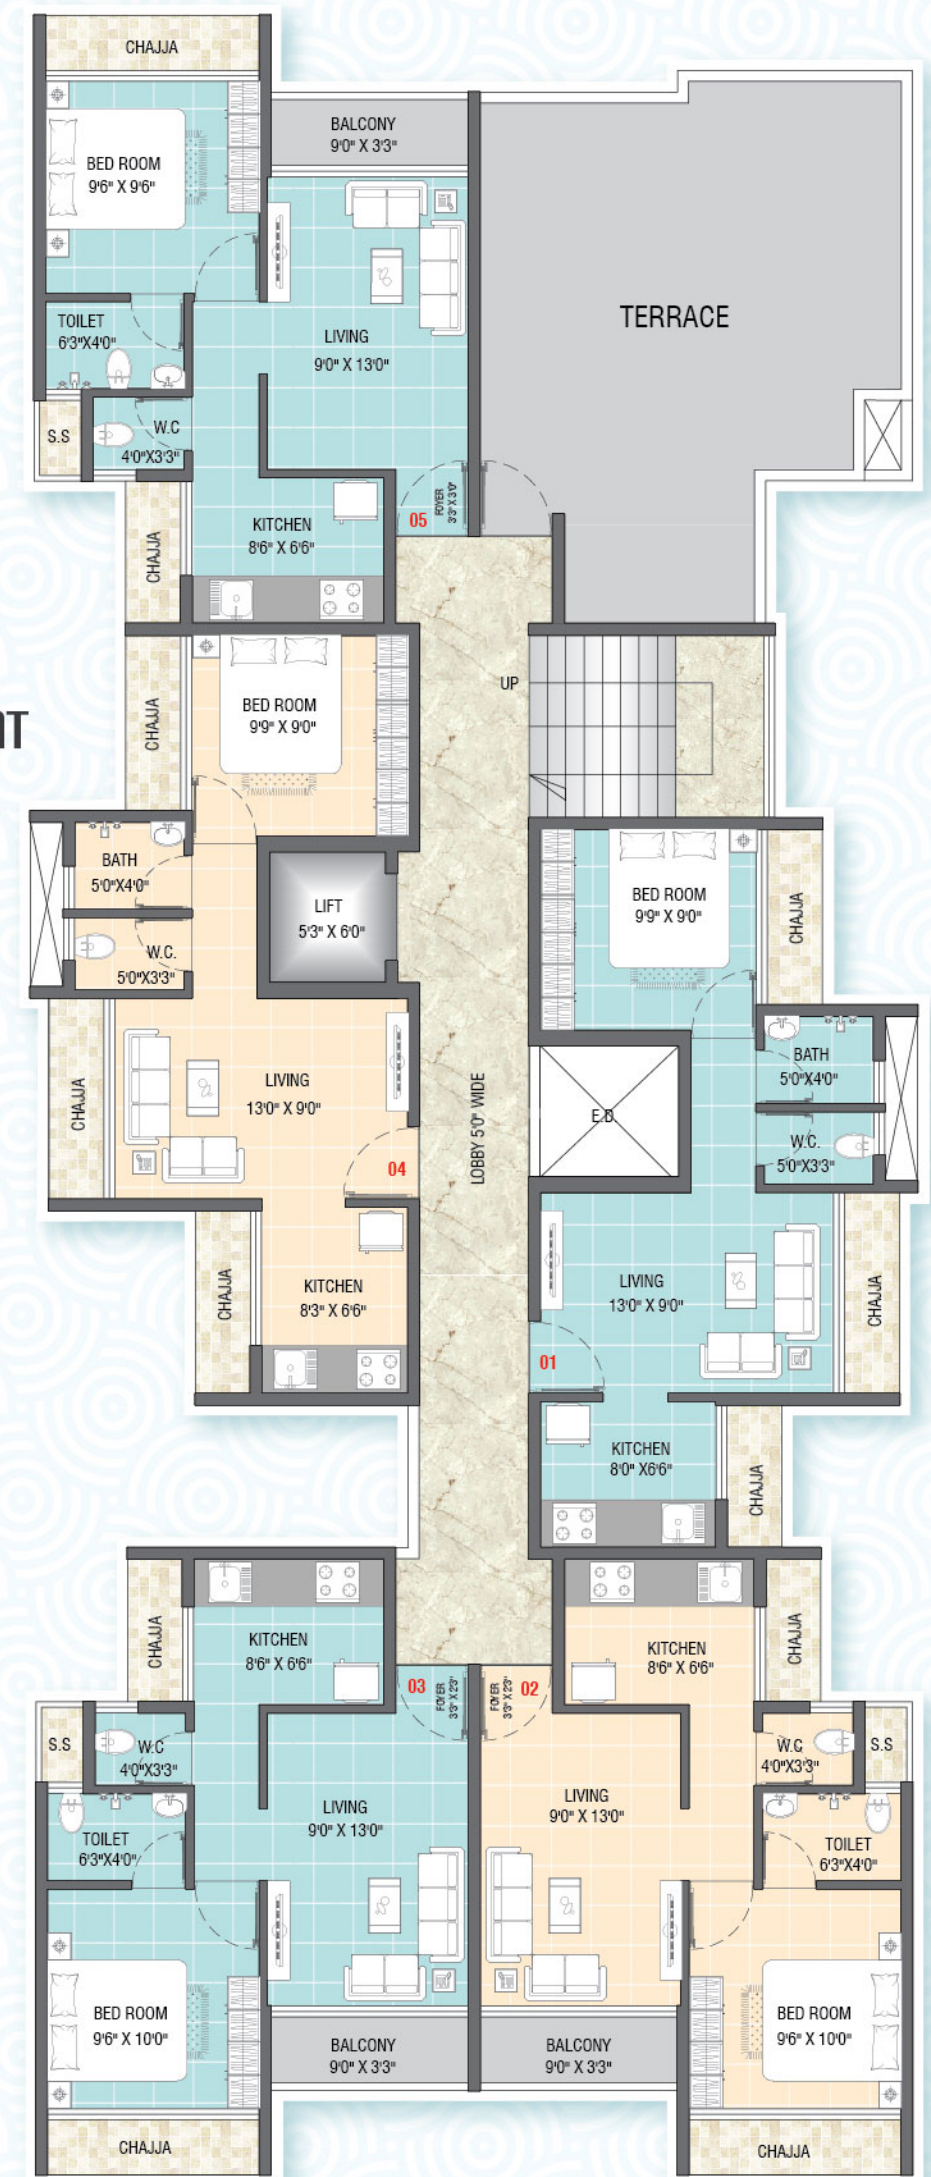 CHAJJA
BALCONY
9'0" X 3'3"
BED ROOM
9'6" X 9'6"
TERRACE
TOILET
6'3"X4'0"
LIVING
9'0" X 13'0"
S.S
W.C
4'0"X3'3"
05
FOYER
3'3" X 3'0"
KITCHEN
8'6" X 6'6"
CHAJJA
CHAJJA
BED ROOM
9'9" X 9'0"
UP
BATH
5'0"X4'0"
LIFT
5'3" X 6'0"
W.C.
5'0"X3'3"
BED ROOM
9'9" X 9'0"
CHAJJA
CHAJJA
LIVING
13'0" X 9'0"
04
LOBBY 5'0" WIDE
E.D.
BATH
5'0"X4'0"
W.C.
5'0"X3'3"
CHAJJA
KITCHEN
8'3" X 6'6"
LIVING
13'0" X 9'0"
CHAJJA
01
KITCHEN
8'0" X6'6"
CHAJJA
CHAJJA
KITCHEN
8'6" X 6'6"
KITCHEN
8'6" X 6'6"
CHAJJA
03
FOYER
3'3" X 2'3"
FOYER
3'3" X 2'3"
02
S.S
W.C
4'0"X3'3"
W.C
4'0"X3'3"
S.S
TOILET
6'3"X4'0"
LIVING
9'0" X 13'0"
LIVING
9'0" X 13'0"
TOILET
6'3"X4'0"
BED ROOM
9'6" X 10'0"
BED ROOM
9'6" X 10'0"
BALCONY
9'0" X 3'3"
BALCONY
9'0" X 3'3"
CHAJJA
CHAJJA